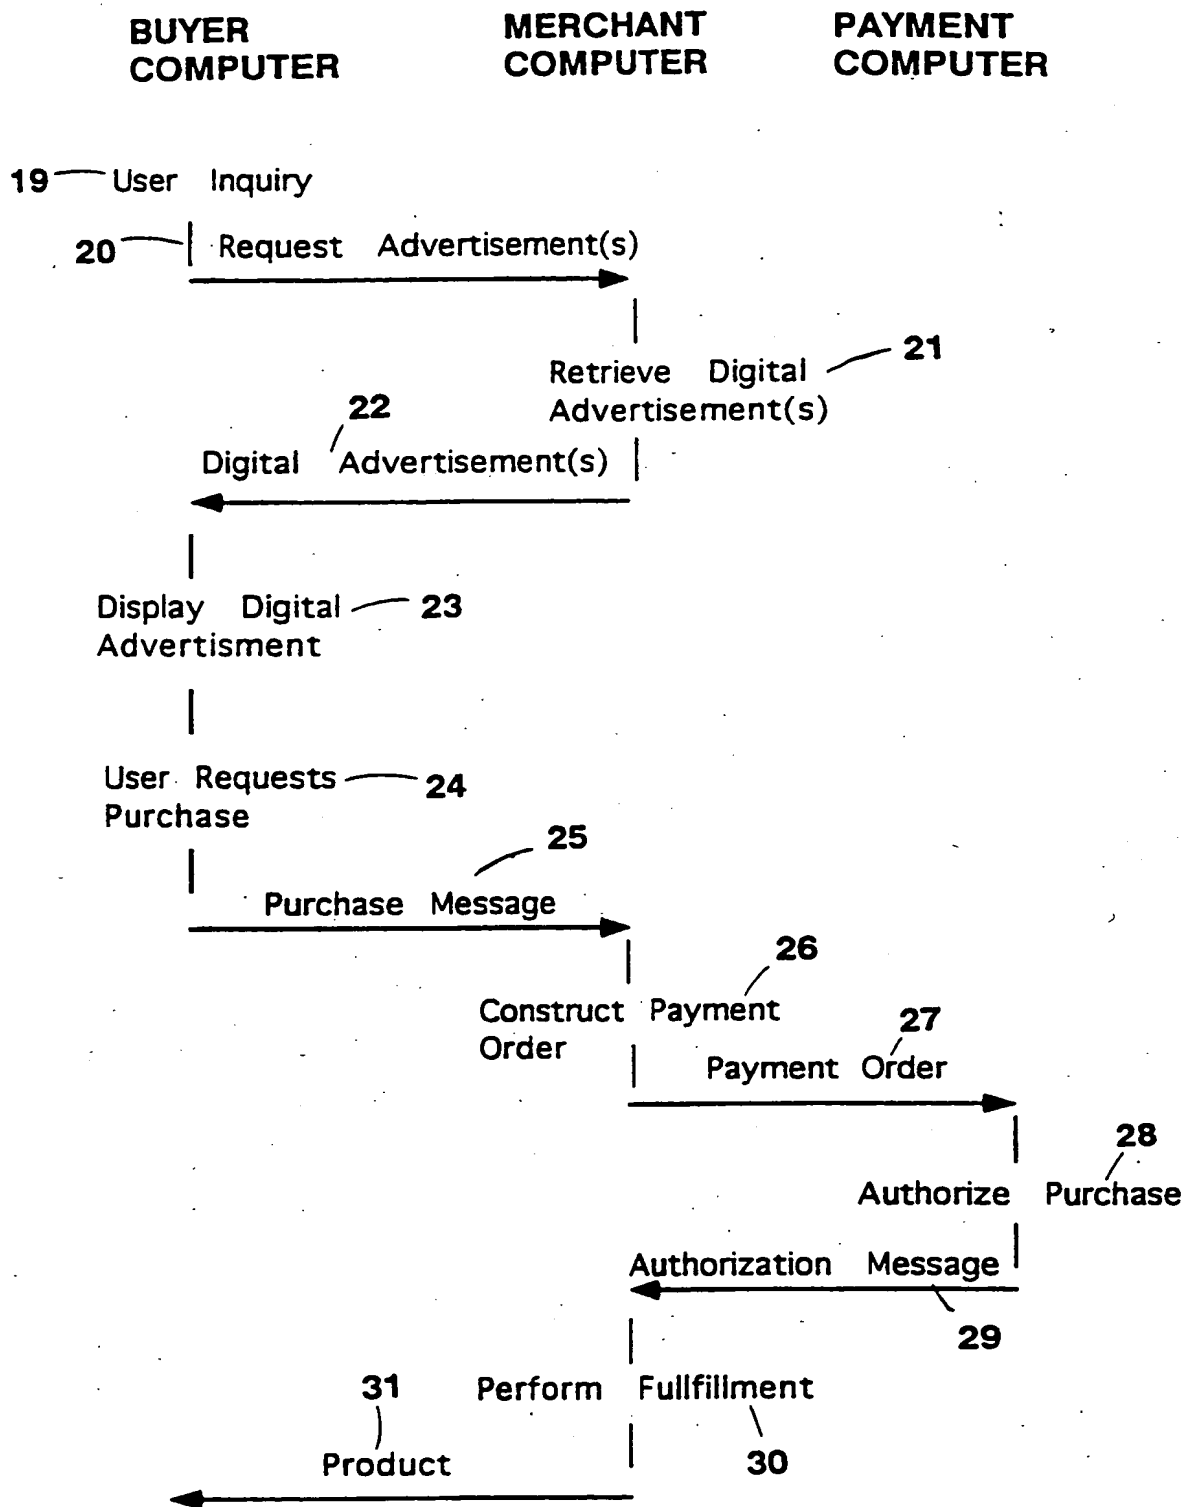 BUYER
COMPUTER
MERCHANT
COMPUTER
PAYMENT
COMPUTER
19 User Inquiry
20 Request Advertisement(s)
21
Retrieve Digital
Advertisement(s)
22
Digital Advertisement(s)
Display Digital 23
Advertisment
User Requests 24
Purchase
25
Purchase Message
26
Construct Payment
Order
27
Payment Order
28
Authorize Purchase
Authorization Message
29
31
Perform Fullfillment
Product
30